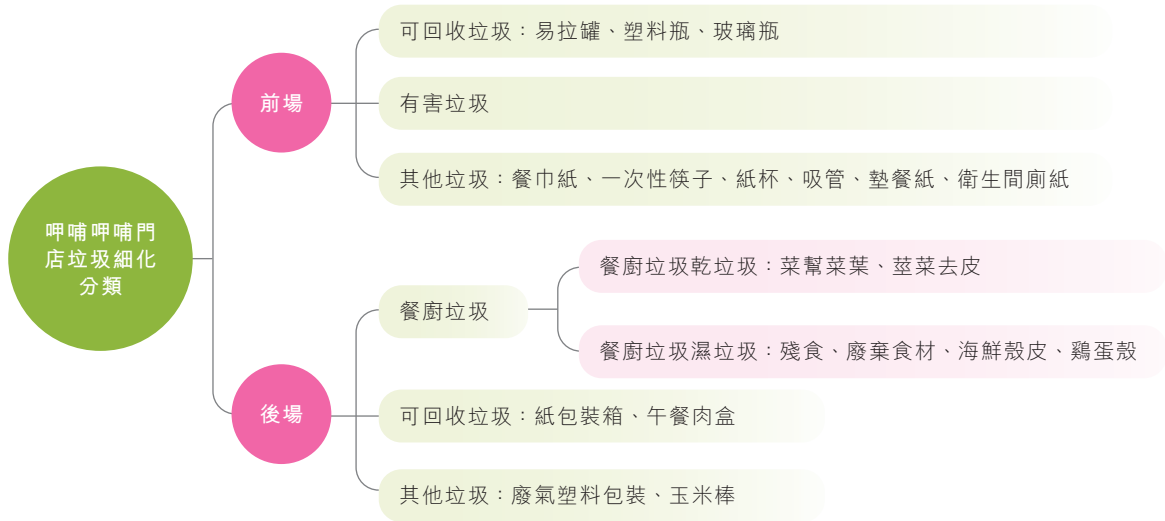 呷哺呷哺門
店垃圾細化
分類
前場
可回收垃圾：易拉罐、塑料瓶、玻璃瓶
有害垃圾
其他垃圾：餐巾紙、一次性筷子、紙杯、吸管、墊餐紙、衛生間廁紙
後場
餐廚垃圾
餐廚垃圾乾垃圾：菜幫菜葉、莖菜去皮
餐廚垃圾濕垃圾：殘食、廢棄食材、海鮮殼皮、鷄蛋殼
可回收垃圾：紙包裝箱、午餐肉盒
其他垃圾：廢氣塑料包裝、玉米棒